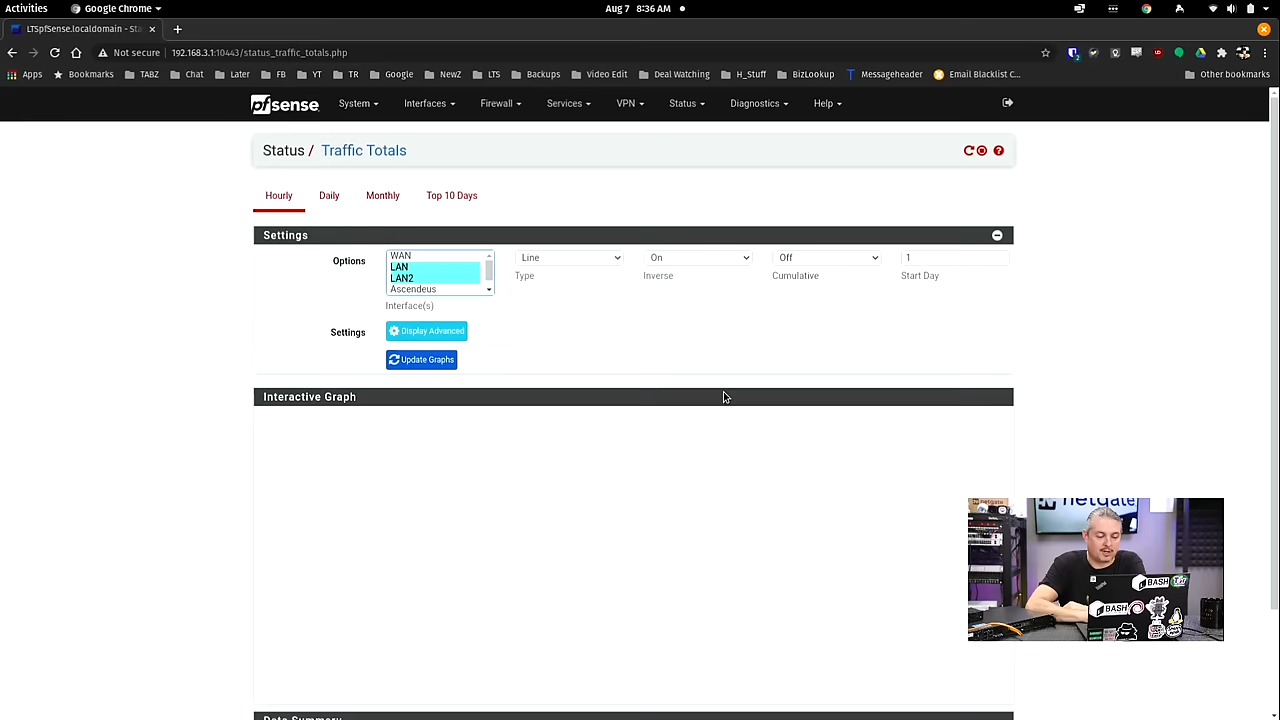 Activities
Google Chrome
Aug 7 8:36 AM
LTSpfSense.localdomain - Sta
Not secure
192.168.3.1:10443/status_traffic_totals.php
Apps
Bookmarks
TABZ
Chat
Later
FB
YT
TR
Google
NewZ
LTS
Backups
Video Edit
Deal Watching
H_Stuff
BizLookup
Messageheader
Email Blacklist C...
Other bookmarks
pfsense
System
Interfaces
Firewall
Services
VPN
Status
Diagnostics
Help
Status / Traffic Totals
Hourly
Daily
Monthly
Top 10 Days
Settings
Options
WAN
LAN
LAN2
Ascendeus
Interface(s)
Line
Type
On
Inverse
Off
Cumulative
1
Start Day
Settings
Display Advanced
Update Graphs
Interactive Graph
netgate
BASH
BASH
Data Summary